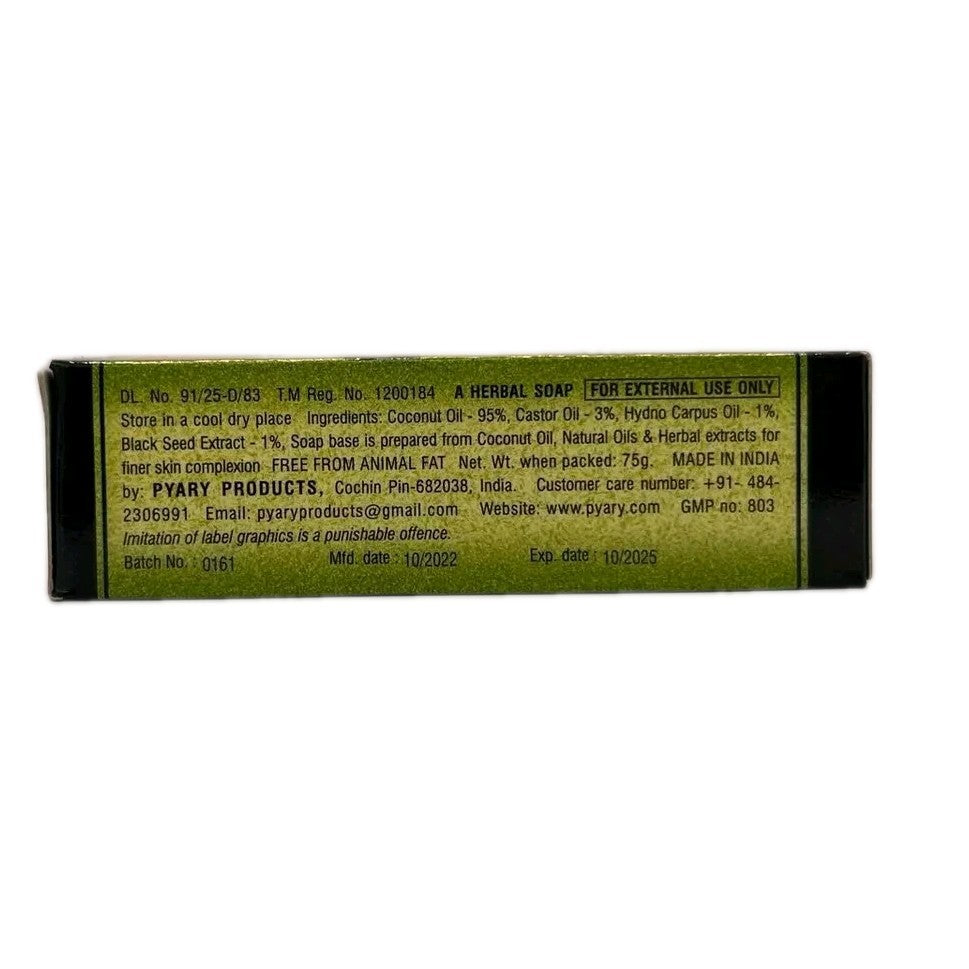 DL. No. 91/25-D/83 T.M Reg. No. 1200184 A HERBAL SOAP FOR EXTERNAL USE ONLY
Store in a cool dry place Ingredients: Coconut Oil - 95%, Castor Oil - 3%, Hydno Carpus Oil - 1%,
Black Seed Extract - 1%, Soap base is prepared from Coconut Oil, Natural Oils & Herbal extracts for
finer skin complexion FREE FROM ANIMAL FAT Net. Wt. when packed: 75g. MADE IN INDIA
by: PYARY PRODUCTS, Cochin Pin-682038, India. Customer care number: +91- 484-
2306991 Email: pyaryproducts@gmail.com Website: www.pyary.com GMP no: 803
Imitation of label graphics is a punishable offence.
Batch No. : 0161 Mfd. date : 10/2022 Exp. date : 10/2025